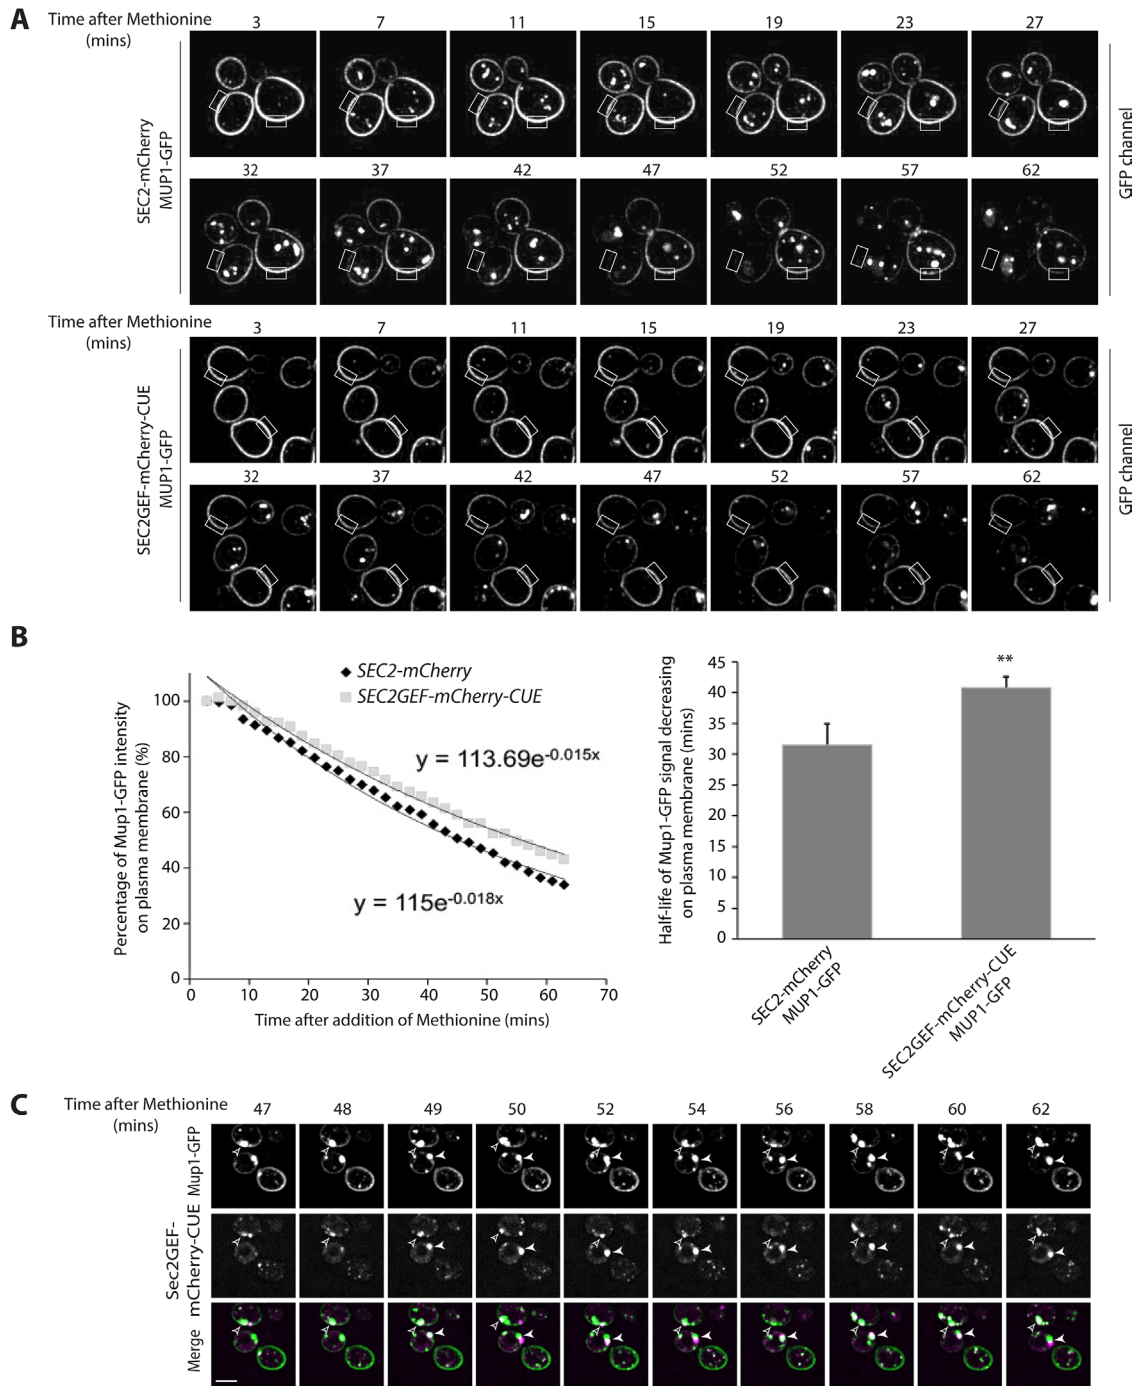 A
Time after Methionine
(mins)
3 7 11 15 19 23 27
SEC2-mCherry
MUP1-GFP
GFP channel
32 37 42 47 52 57 62
Time after Methionine
(mins)
3 7 11 15 19 23 27
SEC2GEF-mCherry-CUE
MUP1-GFP
GFP channel
32 37 42 47 52 57 62
B
Percentage of Mup1-GFP intensity
on plasma membrane (%)
100
80
60
40
20
0
SEC2-mCherry
SEC2GEF-mCherry-CUE
y = 113.69e-0.015x
y = 115e-0.018x
0 10 20 30 40 50 60 70
Time after addition of Methionine (mins)
Half-life of Mup1-GFP signal decreasing
on plasma membrane (mins)
45
40
35
30
25
20
15
10
5
0
**
SEC2-mCherry
MUP1-GFP
SEC2GEF-mCherry-CUE
MUP1-GFP
C
Time after Methionine
(mins)
47 48 49 50 52 54 56 58 60 62
Mup1-GFP
Sec2GEF-
mCherry-CUE
Merge